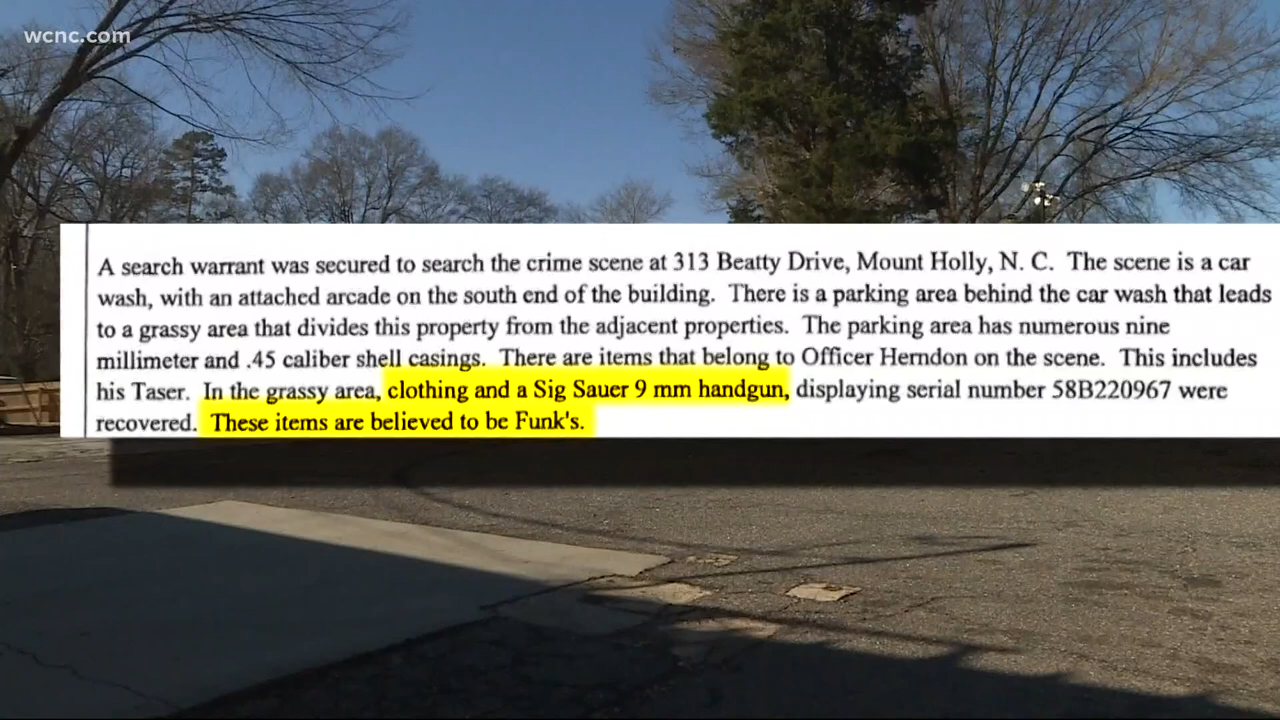 wcnc.com
A search warrant was secured to search the crime scene at 313 Beatty Drive, Mount Holly, N. C. The scene is a car
wash, with an attached arcade on the south end of the building. There is a parking area behind the car wash that leads
to a grassy area that divides this property from the adjacent properties. The parking area has numerous nine
millimeter and .45 caliber shell casings. There are items that belong to Officer Herndon on the scene. This includes
his Taser. In the grassy area, clothing and a Sig Sauer 9 mm handgun, displaying serial number 58B220967 were
recovered. These items are believed to be Funk's.